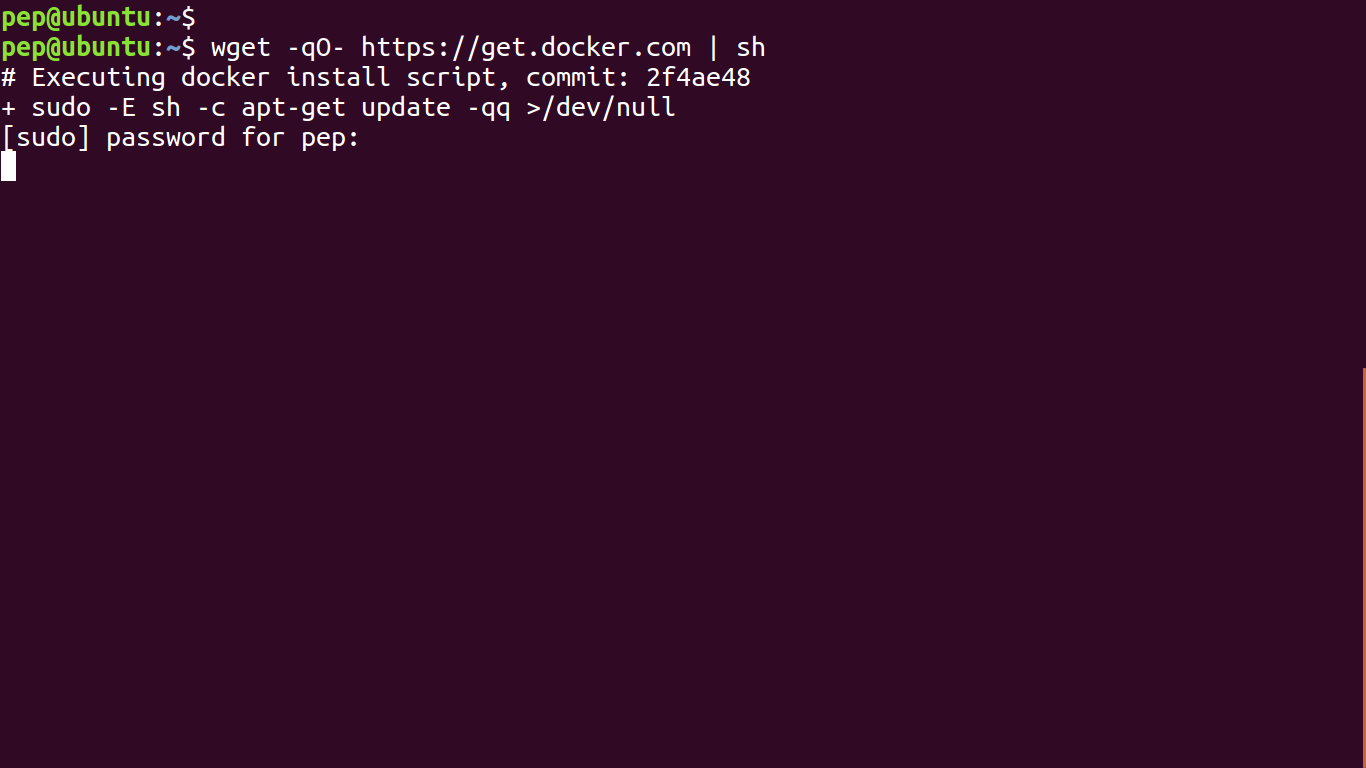 pep@ubuntu:~$
pep@ubuntu:~$ wget -qO- https://get.docker.com | sh
# Executing docker install script, commit: 2f4ae48
+ sudo -E sh -c apt-get update -qq >/dev/null
[sudo] password for pep: